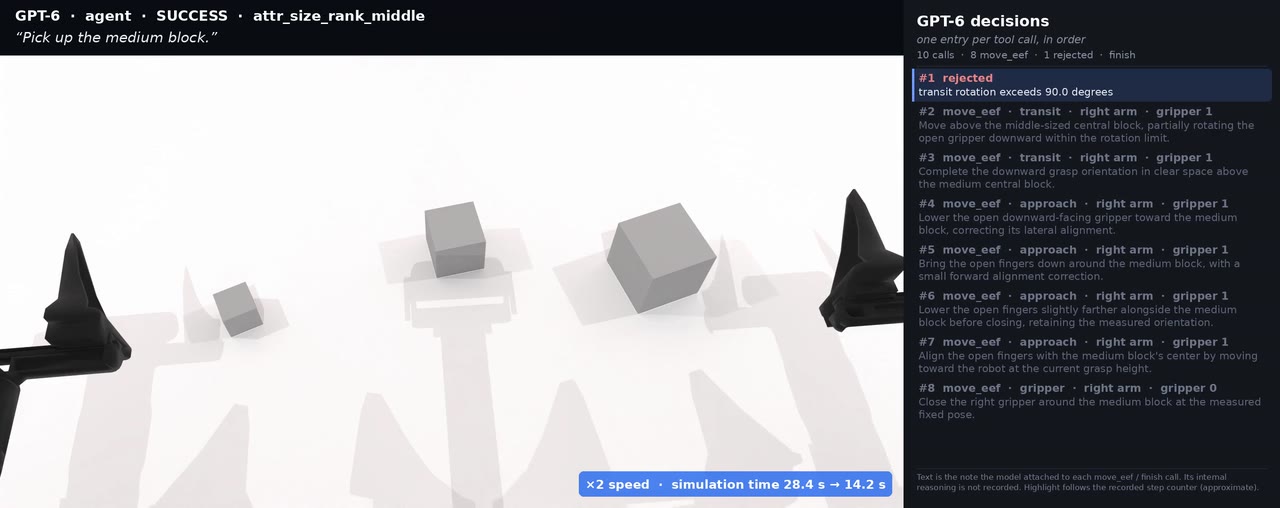 GPT-6 · agent · SUCCESS · attr_size_rank_middle
“Pick up the medium block.”
×2 speed · simulation time 28.4 s → 14.2 s
GPT-6 decisions
one entry per tool call, in order
10 calls · 8 move_eef · 1 rejected · finish
#1 rejected
transit rotation exceeds 90.0 degrees
#2 move_eef · transit · right arm · gripper 1
Move above the middle-sized central block, partially rotating the
open gripper downward within the rotation limit.
#3 move_eef · transit · right arm · gripper 1
Complete the downward grasp orientation in clear space above
the medium central block.
#4 move_eef · approach · right arm · gripper 1
Lower the open downward-facing gripper toward the medium
block, correcting its lateral alignment.
#5 move_eef · approach · right arm · gripper 1
Bring the open fingers down around the medium block, with a
small forward alignment correction.
#6 move_eef · approach · right arm · gripper 1
Lower the open fingers slightly farther alongside the medium
block before closing, retaining the measured orientation.
#7 move_eef · approach · right arm · gripper 1
Align the open fingers with the medium block's center by moving
toward the robot at the current grasp height.
#8 move_eef · gripper · right arm · gripper 0
Close the right gripper around the medium block at the measured
fixed pose.
Text is the note the model attached to each move_eef / finish call. Its internal
reasoning is not recorded. Highlight follows the recorded step counter (approximate).